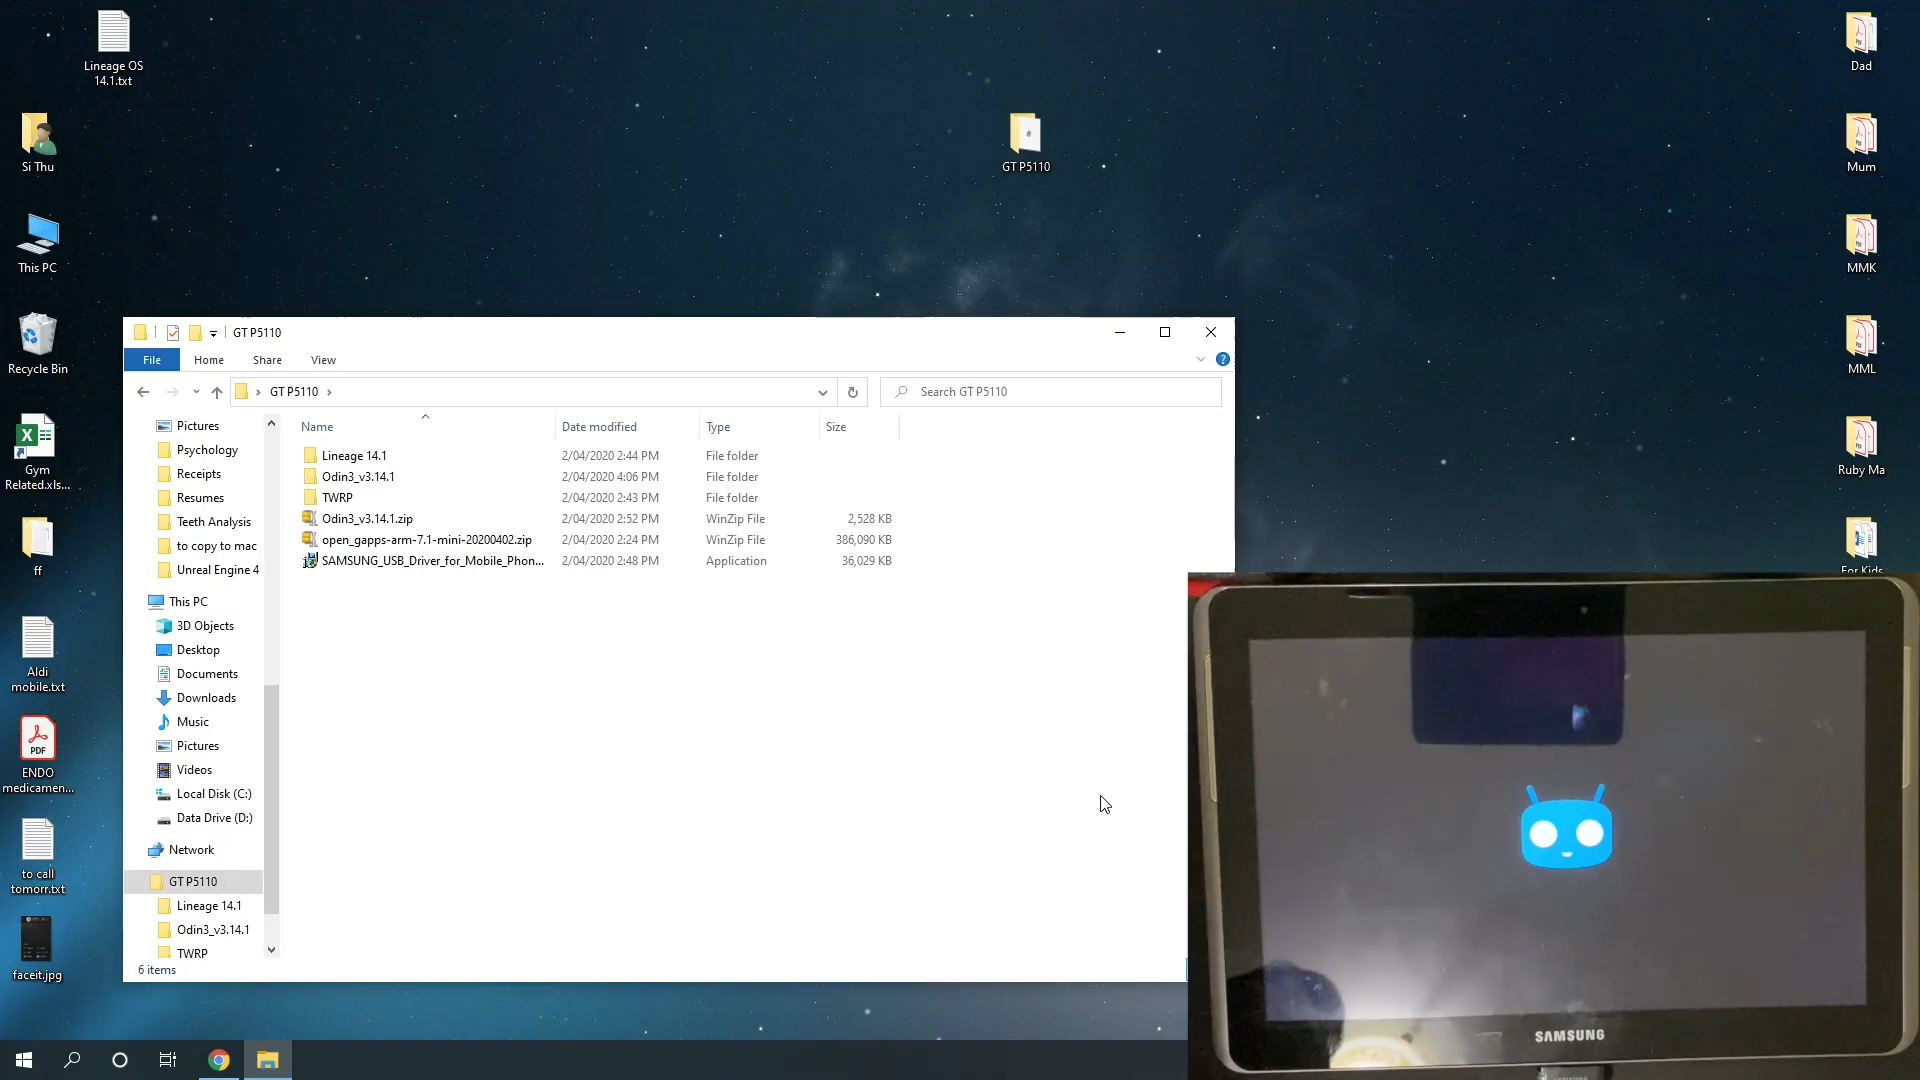 Lineage OS
14.1.txt
Si Thu
This PC
Recycle Bin
Gym
Related.xls...
ff
Aldi
mobile.txt
PDF
ENDO
medicamen...
to call
tomorr.txt
faceit.jpg
GT P5110
Dad
Mum
MMK
MML
Ruby Ma
For Kids
GT P5110
File
Home
Share
View
GT P5110
Search GT P5110
Name
Date modified
Type
Size
Lineage 14.1
2/04/2020 2:44 PM
File folder
Odin3_v3.14.1
2/04/2020 4:06 PM
File folder
TWRP
2/04/2020 2:43 PM
File folder
Odin3_v3.14.1.zip
2/04/2020 2:52 PM
WinZip File
2,528 KB
open_gapps-arm-7.1-mini-20200402.zip
2/04/2020 2:24 PM
WinZip File
386,090 KB
SAMSUNG_USB_Driver_for_Mobile_Phon...
2/04/2020 2:48 PM
Application
36,029 KB
Pictures
Psychology
Receipts
Resumes
Teeth Analysis
to copy to mac
Unreal Engine 4
This PC
3D Objects
Desktop
Documents
Downloads
Music
Pictures
Videos
Local Disk (C:)
Data Drive (D:)
Network
GT P5110
Lineage 14.1
Odin3_v3.14.1
TWRP
6 items
SAMSUNG